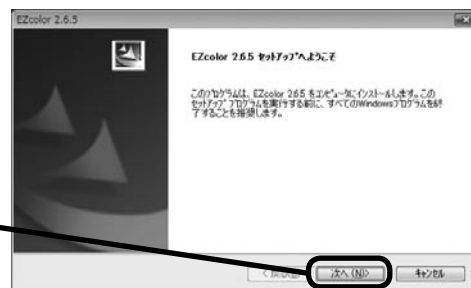 EZcolor 2.6.5
EZcolor 2.6.5 セットアップへようこそ
このプログラムは、EZcolor 2.6.5 をコンピュータにインストールします。この
セットアップ プログラムを実行する前に、すべてのWindowsプログラムを終
了することを推奨します。
次へ (N)>
キャンセル